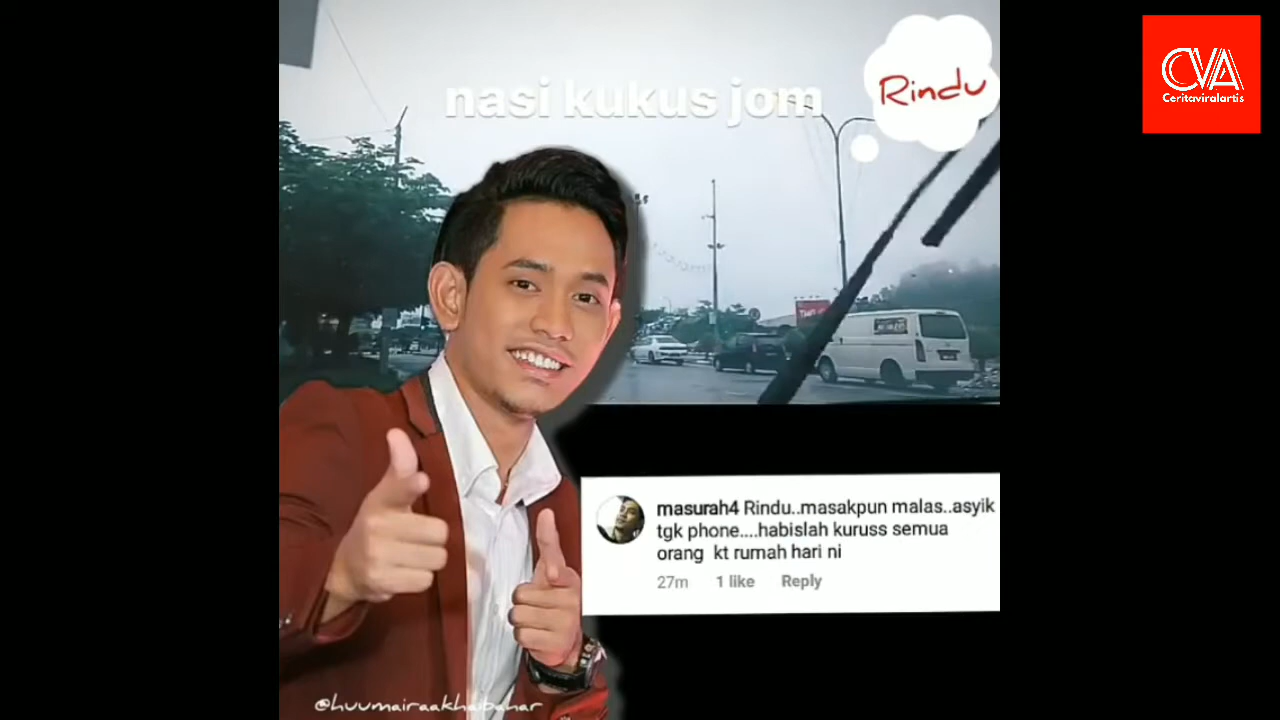 nasi kukus jom
Rindu
CVA
Ceritaviralartis
masurah4 Rindu..masakpun malas..asyik
tgk phone....habislah kuruss semua
orang kt rumah hari ni
27m 1 like Reply
@huumairaakhaibahar